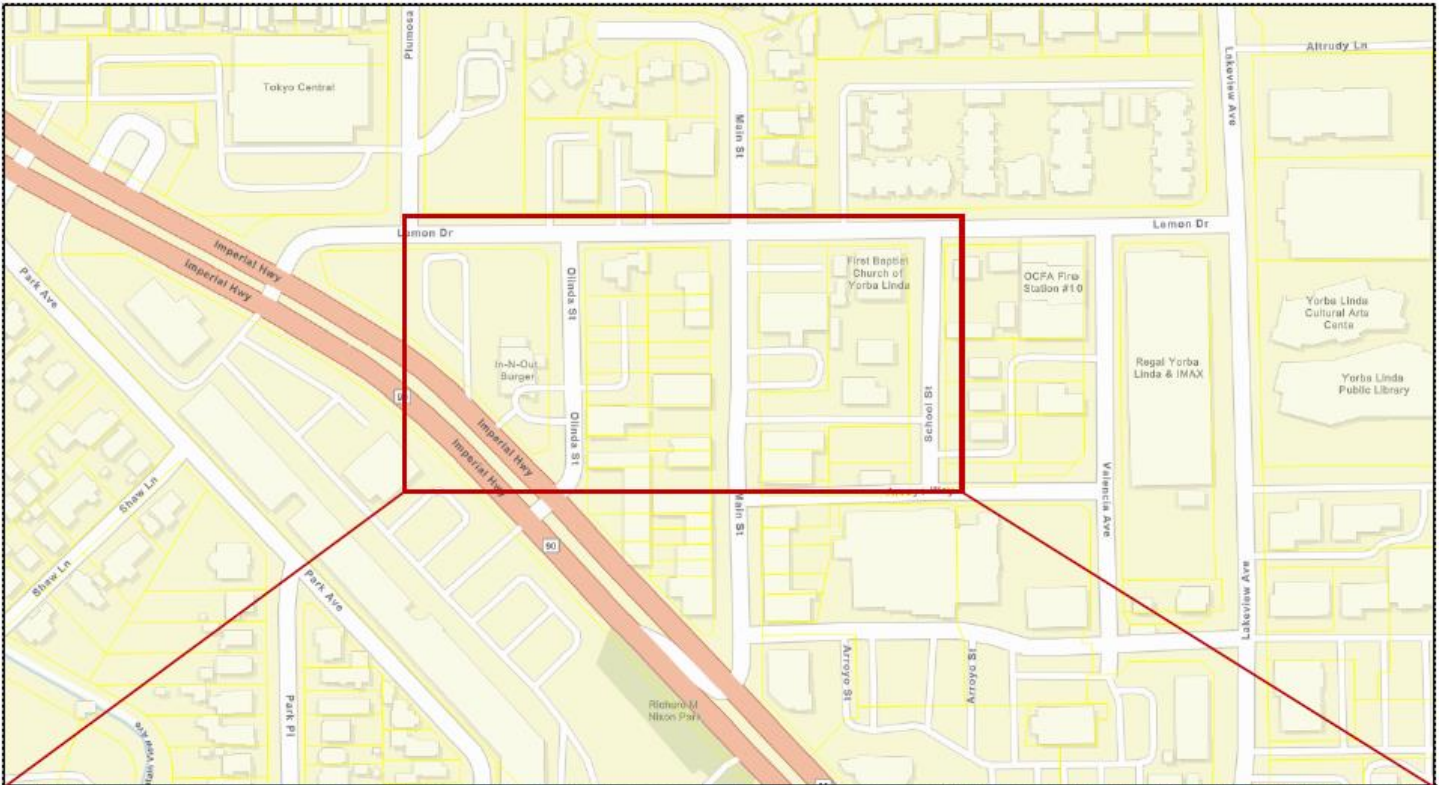 Plumosa
Altrudy Ln
Tokyo Central
Lakeview Ave
Main St
Lemon Dr
Lemon Dr
Imperial Hwy
Imperial Hwy
Park Ave
Olinda St
First Baptist
Church of
Yorba Linda
OCFA Fire
Station #10
Yorba Linda
Cultural Arts
Cente
In-N-Out
Burger
Regal Yorba
Linda & IMAX
Yorba Linda
Public Library
90
School St
Olinda St
Imperial Hwy
Imperial Hwy
Shaw Ln
Valencia Ave
Main St
90
Shaw Ln
Park Ave
Lakeview Ave
Arroyo St
Arroyo St
Park Pl
Richard M
Nixon Park